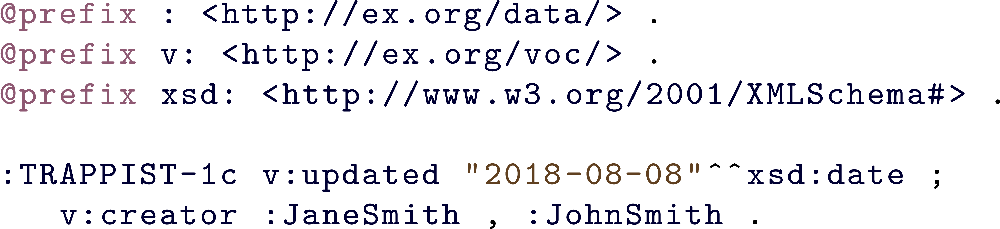 @prefix : <http://ex.org/data/> .
@prefix v: <http://ex.org/voc/> .
@prefix xsd: <http://www.w3.org/2001/XMLSchema#> .
:TRAPPIST-1c v:updated "2018-08-08"^^xsd:date ;
v:creator :JaneSmith , :JohnSmith .